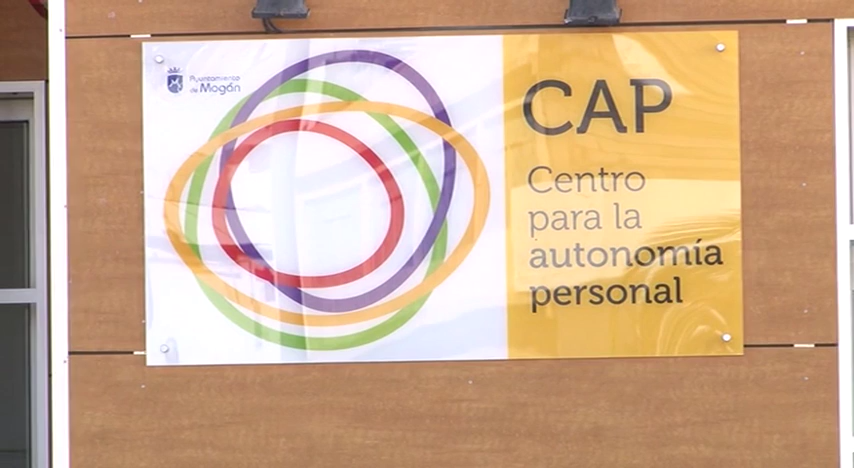 Ayuntamiento
de Mogán
CAP
Centro
para la
autonomía
personal